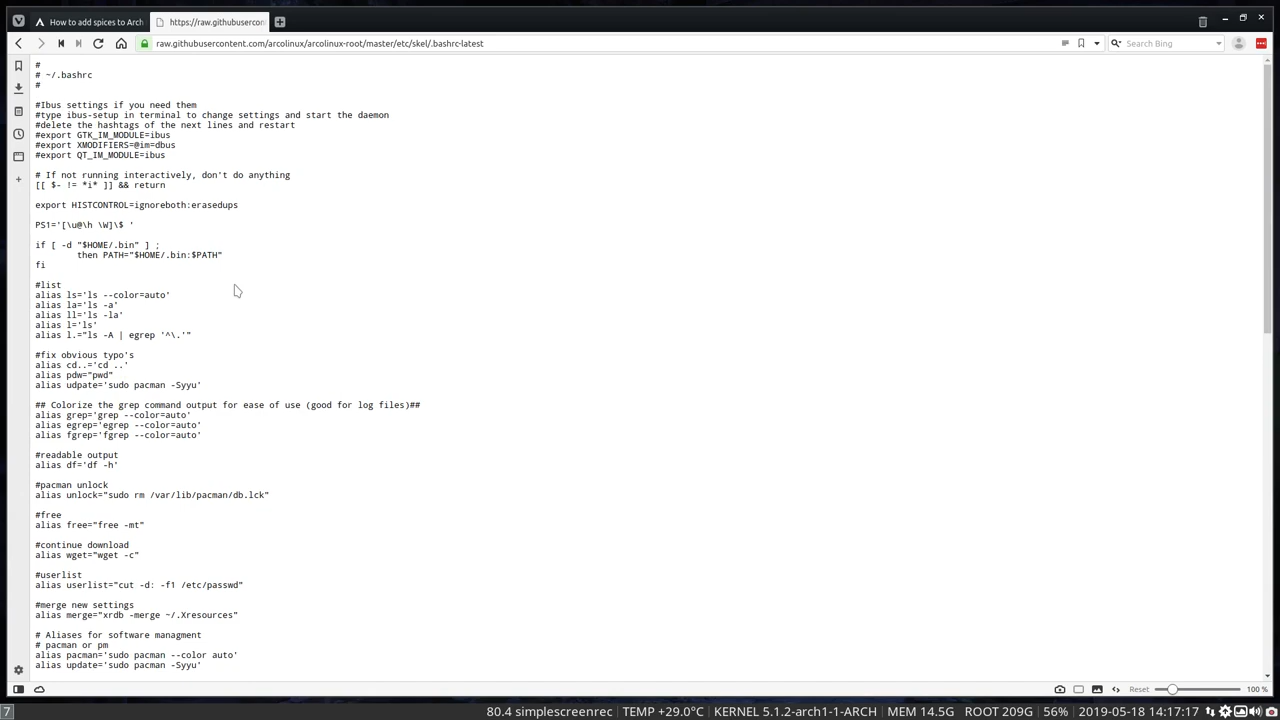 How to add spices to Arch
https://raw.githubusercon
raw.githubusercontent.com/arcolinux/arcolinux-root/master/etc/skel/.bashrc-latest
Search Bing
#
# ~/.bashrc
#
#Ibus settings if you need them
#type ibus-setup in terminal to change settings and start the daemon
#delete the hashtags of the next lines and restart
#export GTK_IM_MODULE=ibus
#export XMODIFIERS=@im=dbus
#export QT_IM_MODULE=ibus
# If not running interactively, don't do anything
[[ $- != *i* ]] && return
export HISTCONTROL=ignoreboth:erasedups
PS1='[\u@\h \W]\$ '
if [ -d "$HOME/.bin" ] ;
then PATH="$HOME/.bin:$PATH"
fi
#list
alias ls='ls --color=auto'
alias la='ls -a'
alias ll='ls -la'
alias l='ls'
alias l.="ls -A | egrep '^\.'"
#fix obvious typo's
alias cd..='cd ..'
alias pdw="pwd"
alias udpate='sudo pacman -Syyu'
## Colorize the grep command output for ease of use (good for log files)##
alias grep='grep --color=auto'
alias egrep='egrep --color=auto'
alias fgrep='fgrep --color=auto'
#readable output
alias df='df -h'
#pacman unlock
alias unlock="sudo rm /var/lib/pacman/db.lck"
#free
alias free="free -mt"
#continue download
alias wget="wget -c"
#userlist
alias userlist="cut -d: -f1 /etc/passwd"
#merge new settings
alias merge="xrdb -merge ~/.Xresources"
# Aliases for software managment
# pacman or pm
alias pacman='sudo pacman --color auto'
alias update='sudo pacman -Syyu'
Reset
100 %
7
80.4 simplescreenrec
TEMP +29.0°C
KERNEL 5.1.2-arch1-1-ARCH
MEM 14.5G
ROOT 209G
56%
2019-05-18
14:17:17